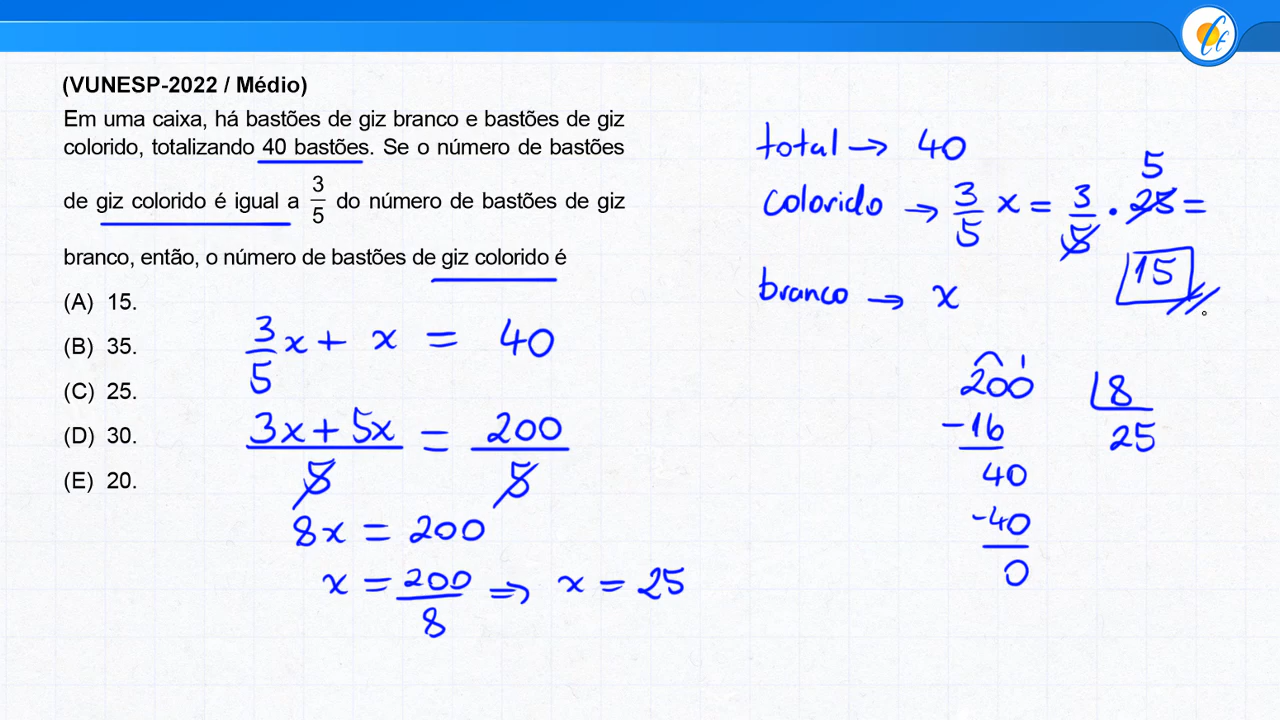 (VUNESP-2022 / Médio)
Em uma caixa, há bastões de giz branco e bastões de giz
colorido, totalizando 40 bastões. Se o número de bastões
de giz colorido é igual a 3/5 do número de bastões de giz
branco, então, o número de bastões de giz colorido é
(A) 15.
(B) 35.
(C) 25.
(D) 30.
(E) 20.
3/5 x + x = 40
3x + 5x / 5 = 200 / 5
8x = 200
x = 200/8 ⇒ x = 25
total → 40
5
colorido → 3/5 x = 3/5 . 25 =
15
branco → x
200 8
-16 25
40
-40
0